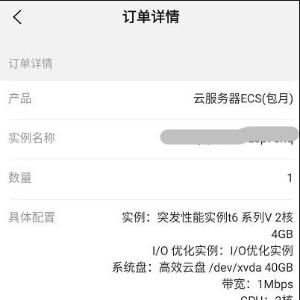 订单详情
订单详情
产品 云服务器ECS(包月)
实例名称
数量 1
具体配置 实例：突发性能实例t6 系列V 2核
4GB
I/O 优化实例：I/O优化实例
系统盘：高效云盘 /dev/xvda 40GB
带宽：1Mbps
CPU：2核